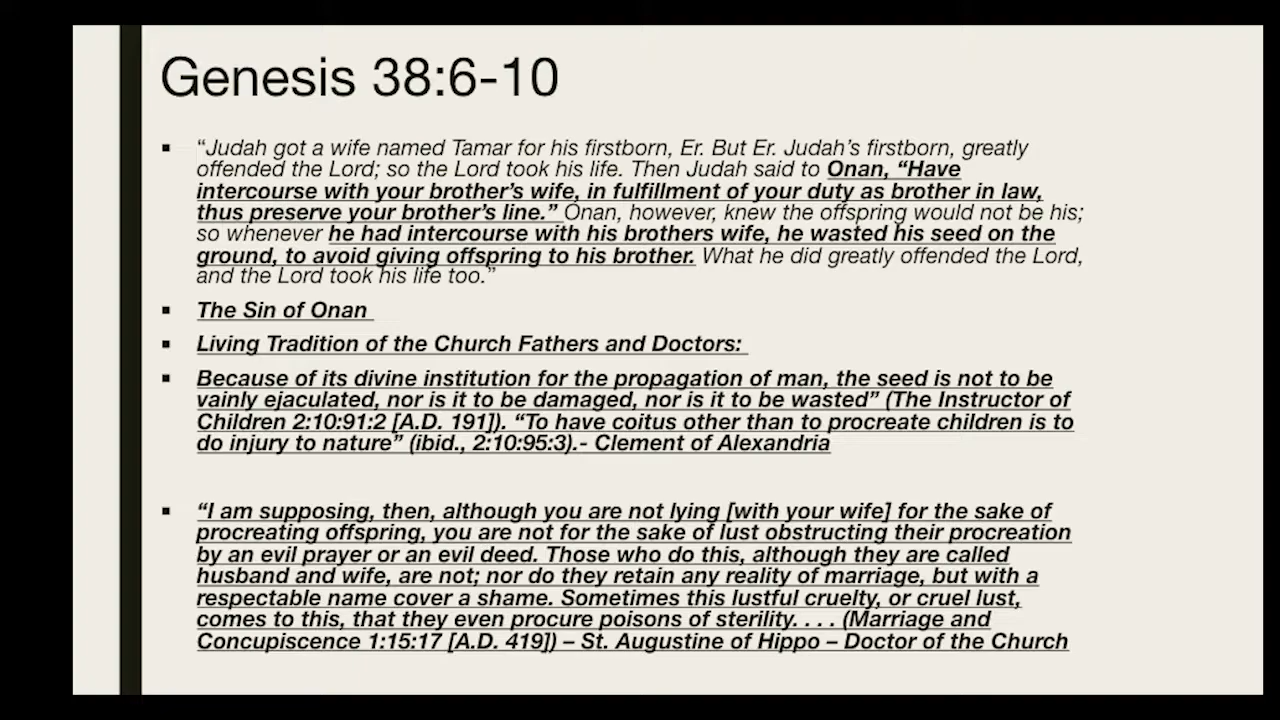 Genesis 38:6-10
▪ “Judah got a wife named Tamar for his firstborn, Er. But Er. Judah’s firstborn, greatly
offended the Lord; so the Lord took his life. Then Judah said to Onan, “Have
intercourse with your brother’s wife, in fulfillment of your duty as brother in law,
thus preserve your brother’s line.” Onan, however, knew the offspring would not be his;
so whenever he had intercourse with his brothers wife, he wasted his seed on the
ground, to avoid giving offspring to his brother. What he did greatly offended the Lord,
and the Lord took his life too.”
▪ The Sin of Onan
▪ Living Tradition of the Church Fathers and Doctors:
▪ Because of its divine institution for the propagation of man, the seed is not to be
vainly ejaculated, nor is it to be damaged, nor is it to be wasted” (The Instructor of
Children 2:10:91:2 [A.D. 191]). “To have coitus other than to procreate children is to
do injury to nature” (ibid., 2:10:95:3).- Clement of Alexandria
▪ “I am supposing, then, although you are not lying [with your wife] for the sake of
procreating offspring, you are not for the sake of lust obstructing their procreation
by an evil prayer or an evil deed. Those who do this, although they are called
husband and wife, are not; nor do they retain any reality of marriage, but with a
respectable name cover a shame. Sometimes this lustful cruelty, or cruel lust,
comes to this, that they even procure poisons of sterility. . . . (Marriage and
Concupiscence 1:15:17 [A.D. 419]) – St. Augustine of Hippo – Doctor of the Church